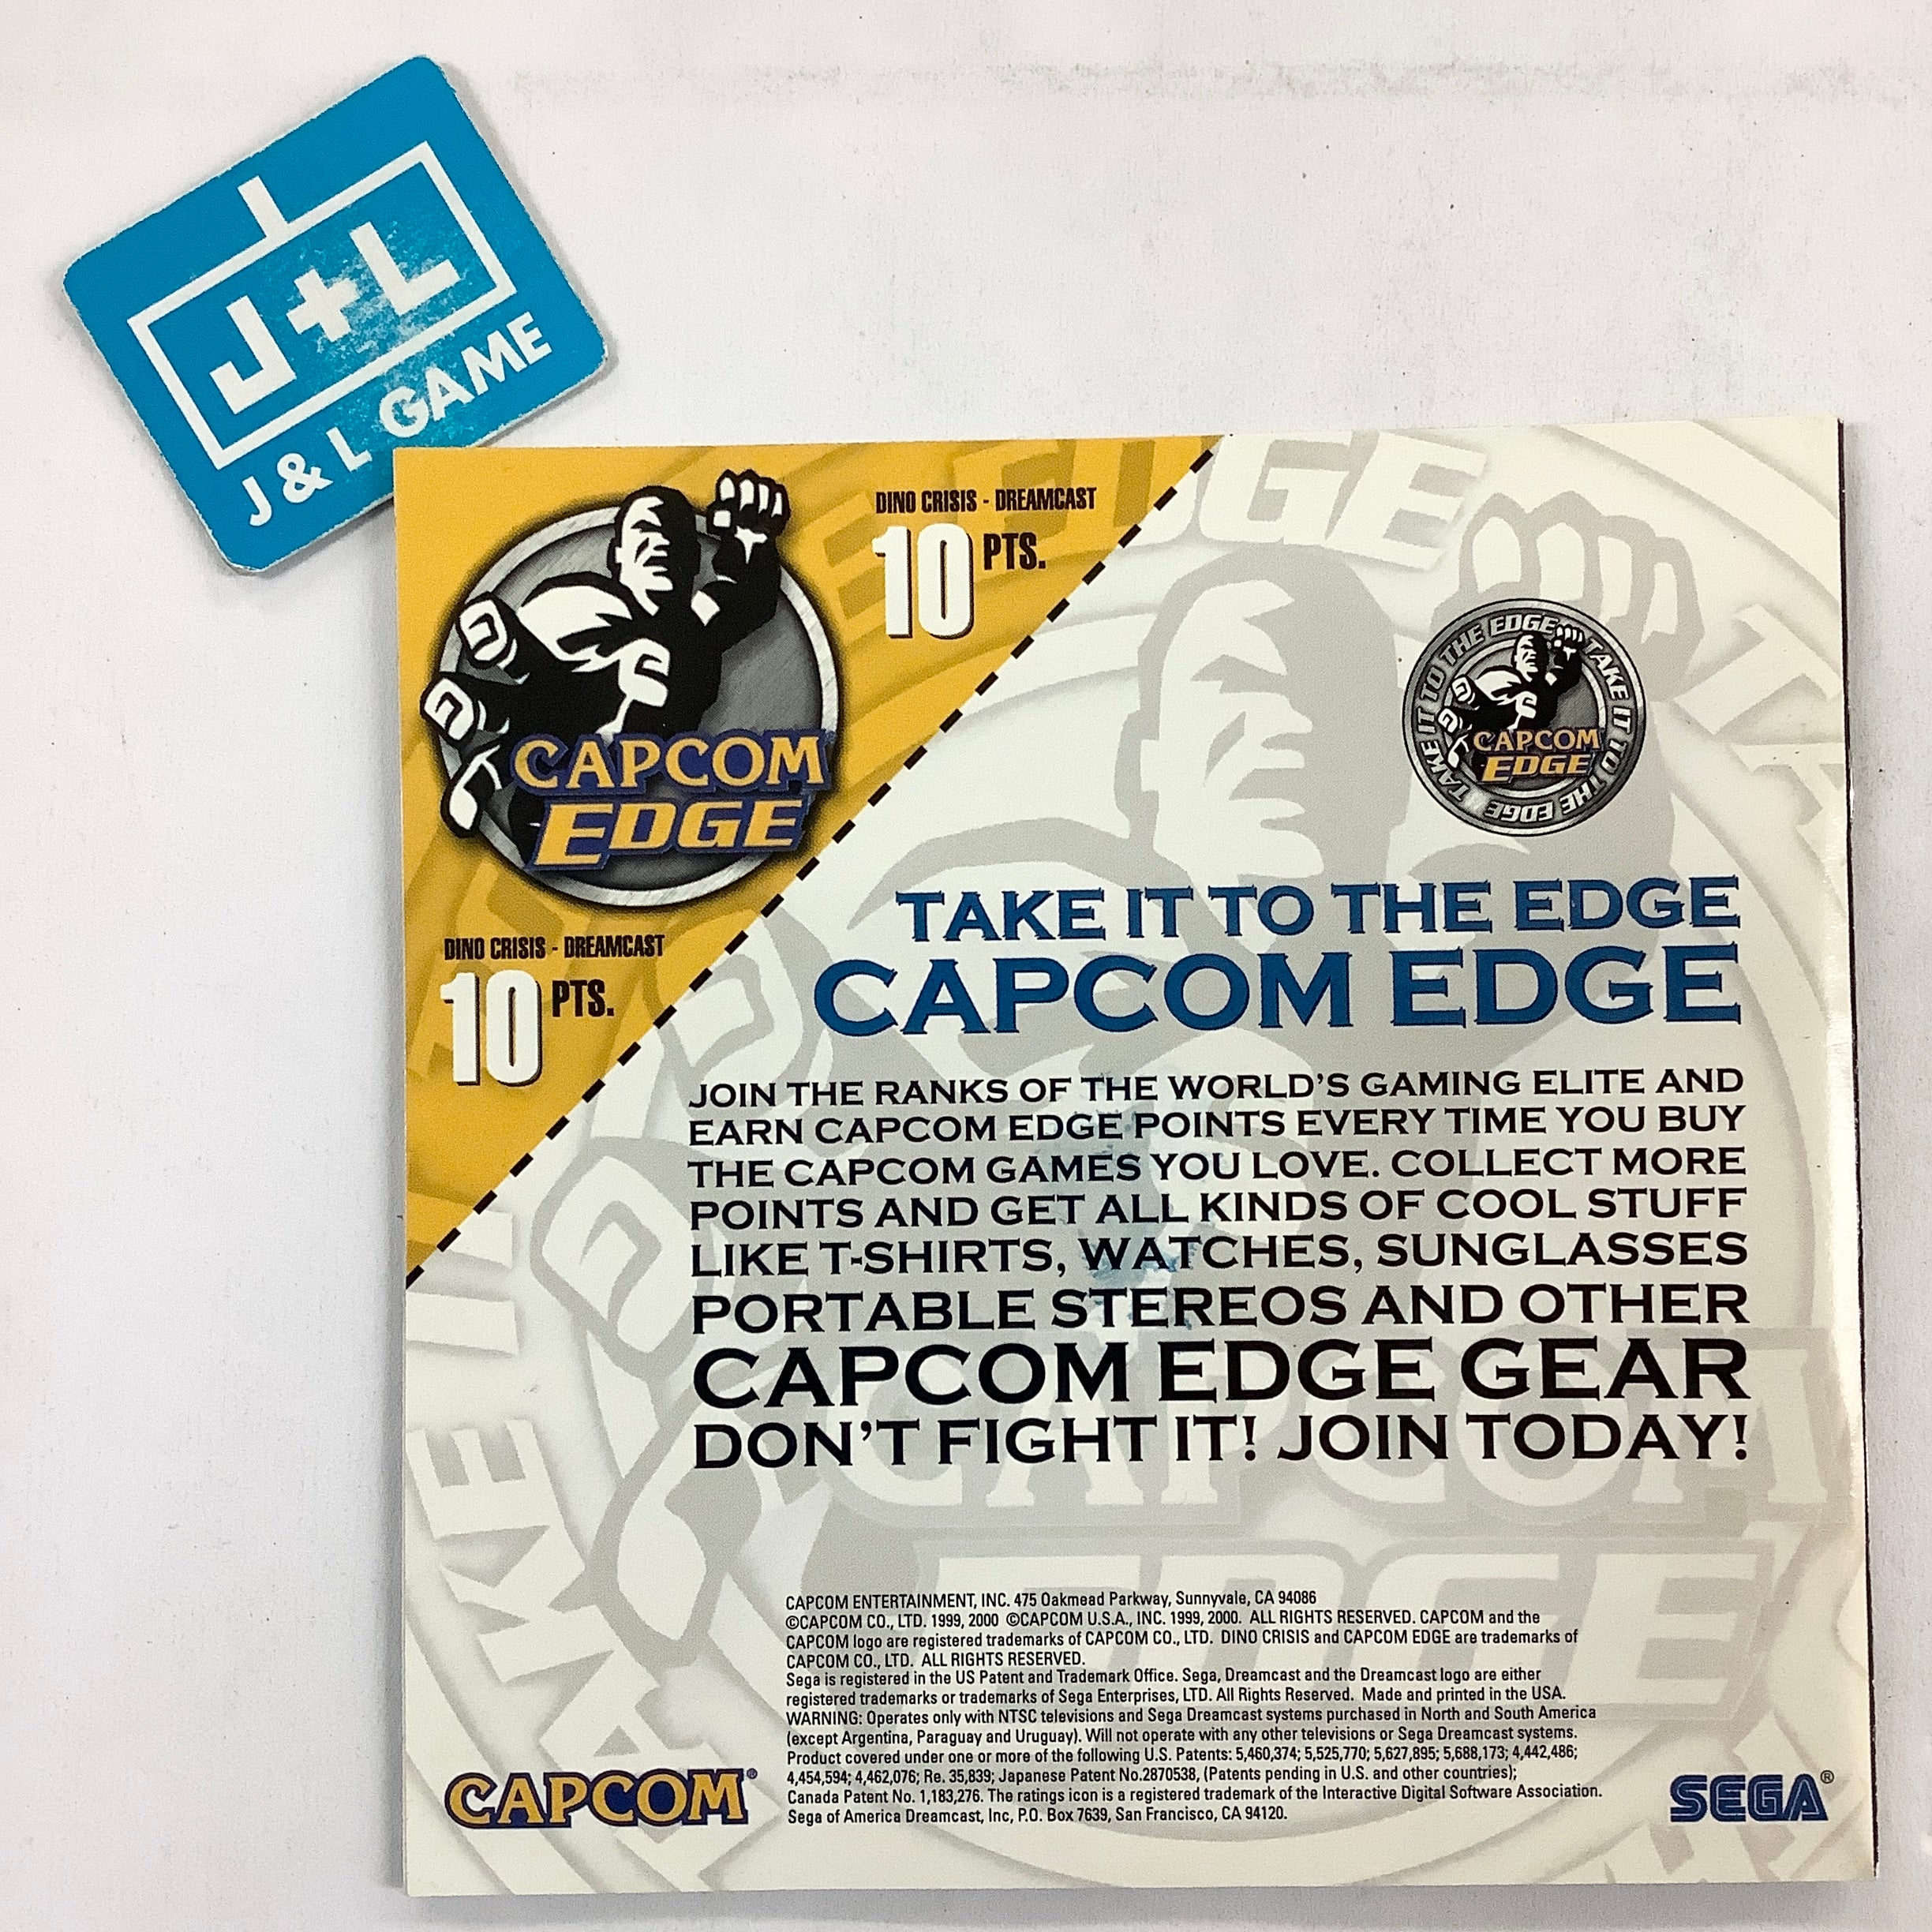 J+L
J & L GAME
DINO CRISIS - DREAMCAST
10 PTS.
CAPCOM
EDGE
DINO CRISIS - DREAMCAST
10 PTS.
TAKE IT TO THE EDGE TAKE IT TO THE EDGE
CAPCOM
EDGE
TAKE IT TO THE EDGE
CAPCOM EDGE
JOIN THE RANKS OF THE WORLD'S GAMING ELITE AND
EARN CAPCOM EDGE POINTS EVERY TIME YOU BUY
THE CAPCOM GAMES YOU LOVE. COLLECT MORE
POINTS AND GET ALL KINDS OF COOL STUFF
LIKE T-SHIRTS, WATCHES, SUNGLASSES
PORTABLE STEREOS AND OTHER
CAPCOM EDGE GEAR
DON'T FIGHT IT! JOIN TODAY!
CAPCOM
EDGE
CAPCOM ENTERTAINMENT, INC. 475 Oakmead Parkway, Sunnyvale, CA 94086
©CAPCOM CO., LTD. 1999, 2000 ©CAPCOM U.S.A., INC. 1999, 2000. ALL RIGHTS RESERVED. CAPCOM and the
CAPCOM logo are registered trademarks of CAPCOM CO., LTD. DINO CRISIS and CAPCOM EDGE are trademarks of
CAPCOM CO., LTD. ALL RIGHTS RESERVED.
Sega is registered in the US Patent and Trademark Office. Sega, Dreamcast and the Dreamcast logo are either
registered trademarks or trademarks of Sega Enterprises, LTD. All Rights Reserved. Made and printed in the USA.
WARNING: Operates only with NTSC televisions and Sega Dreamcast systems purchased in North and South America
(except Argentina, Paraguay and Uruguay). Will not operate with any other televisions or Sega Dreamcast systems.
Product covered under one or more of the following U.S. Patents: 5,460,374; 5,525,770; 5,627,895; 5,688,173; 4,442,486;
4,454,594; 4,462,076; Re. 35,839; Japanese Patent No.2870538, (Patents pending in U.S. and other countries);
Canada Patent No. 1,183,276. The ratings icon is a registered trademark of the Interactive Digital Software Association.
Sega of America Dreamcast, Inc, P.O. Box 7639, San Francisco, CA 94120.
CAPCOM®
SEGA®